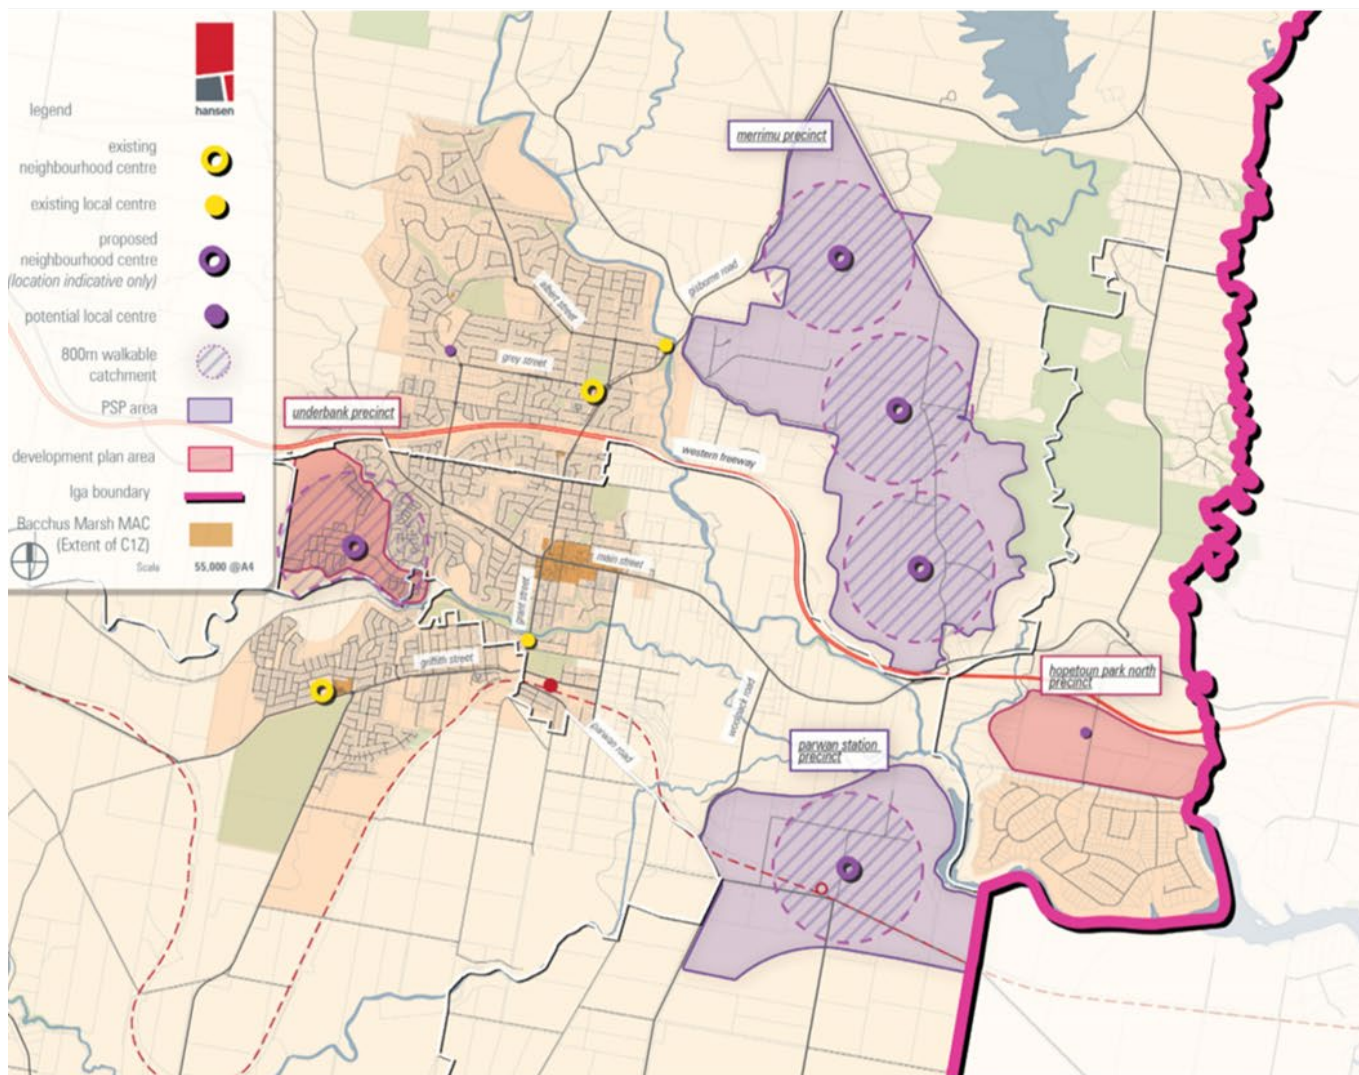 hansen
legend
existing
neighbourhood centre
existing local centre
proposed
neighbourhood centre
(location indicative only)
potential local centre
800m walkable
catchment
PSP area
development plan area
lga boundary
Bacchus Marsh MAC
(Extent of C1Z)
Scale 55,000 @A4
merrimu precinct
gisborne road
albert street
grey street
underbank precinct
western freeway
main street
grant street
griffith street
hopetoun park north
precinct
woolpack road
parwan road
parwan station
precinct